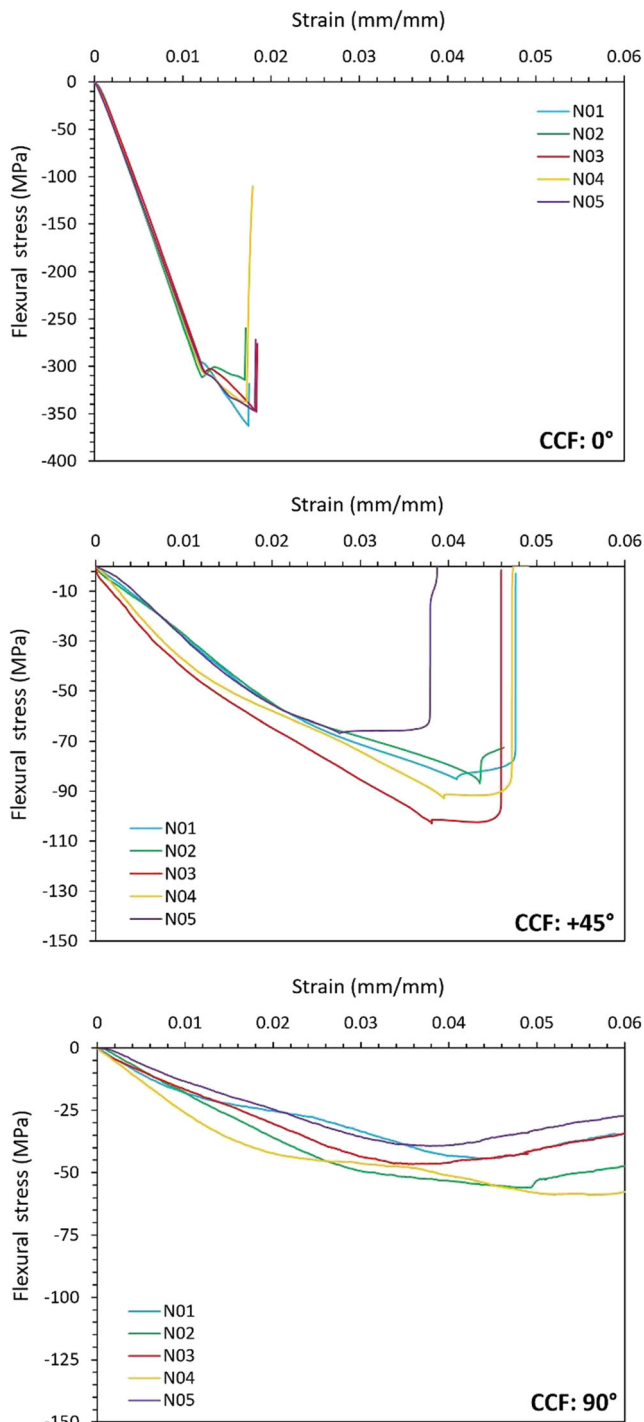 Strain (mm/mm)
0 0.01 0.02 0.03 0.04 0.05 0.06
0
-50
-100
-150
-200
-250
-300
-350
-400
Flexural stress (MPa)
N01
N02
N03
N04
N05
CCF: 0°
Strain (mm/mm)
0 0.01 0.02 0.03 0.04 0.05 0.06
-10
-30
-50
-70
-90
-110
-130
-150
Flexural stress (MPa)
N01
N02
N03
N04
N05
CCF: +45°
Strain (mm/mm)
0 0.01 0.02 0.03 0.04 0.05 0.06
0
-25
-50
-75
-100
-125
-150
Flexural stress (MPa)
N01
N02
N03
N04
N05
CCF: 90°